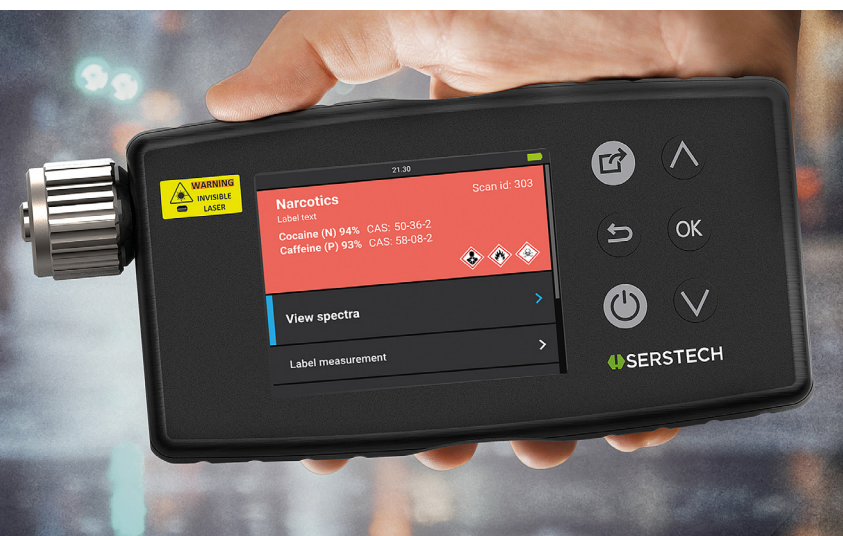 WARNING
INVISIBLE
LASER
21.30
Narcotics
Scan id: 303
Label text
Cocaine (N) 94% CAS: 50-36-2
Caffeine (P) 93% CAS: 58-08-2
View spectra
Label measurement
OK
SERSTECH